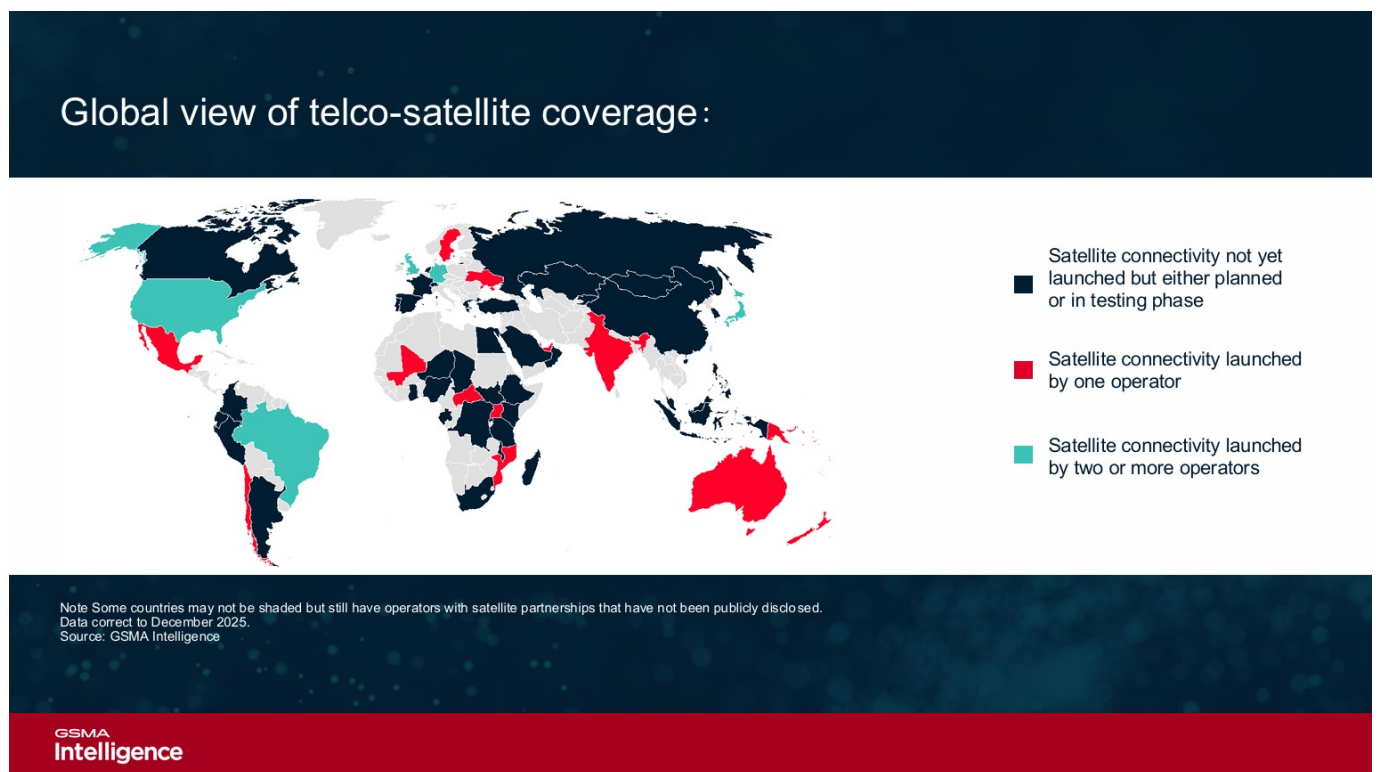 Global view of telco-satellite coverage:
Satellite connectivity not yet
launched but either planned
or in testing phase
Satellite connectivity launched
by one operator
Satellite connectivity launched
by two or more operators
Note Some countries may not be shaded but still have operators with satellite partnerships that have not been publicly disclosed.
Data correct to December 2025.
Source: GSMA Intelligence
GSMA
Intelligence